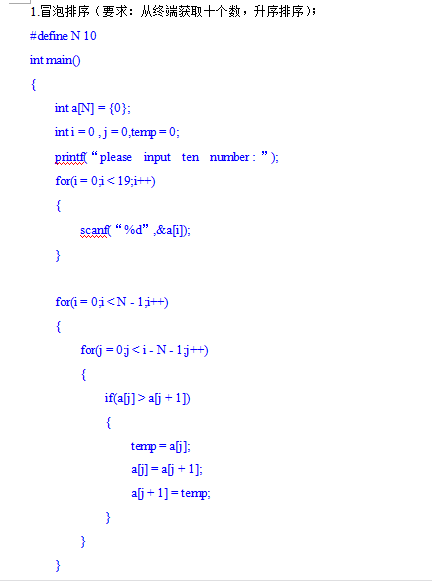 1.冒泡排序（要求：从终端获取十个数，升序排序）;
#define N 10
int main()
{
int a[N] = {0};
int i = 0 , j = 0,temp = 0;
printf(“please input ten number : ”);
for(i = 0;i < 19;i++)
{
scanf(“%d”,&a[i]);
}
for(i = 0;i < N - 1;i++)
{
for(j = 0;j < i - N - 1;j++)
{
if(a[j] > a[j + 1])
{
temp = a[j];
a[j] = a[j + 1];
a[j + 1] = temp;
}
}
}